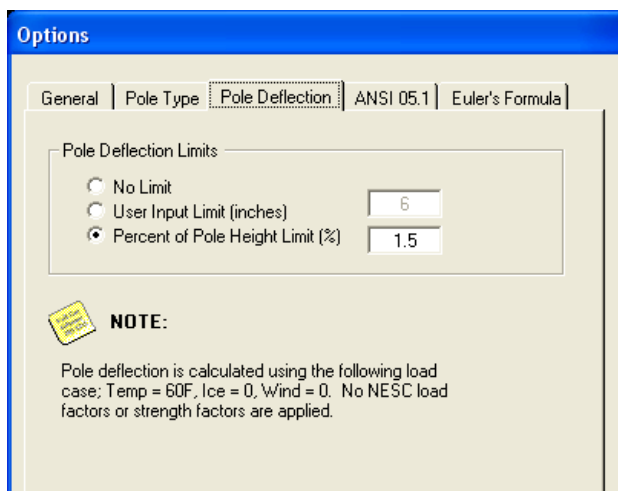 Options
General Pole Type Pole Deflection ANSI 05.1 Euler's Formula
Pole Deflection Limits
No Limit
User Input Limit (inches) 6
Percent of Pole Height Limit (%) 1.5
NOTE:
Pole deflection is calculated using the following load
case; Temp = 60F, Ice = 0, Wind = 0. No NESC load
factors or strength factors are applied.